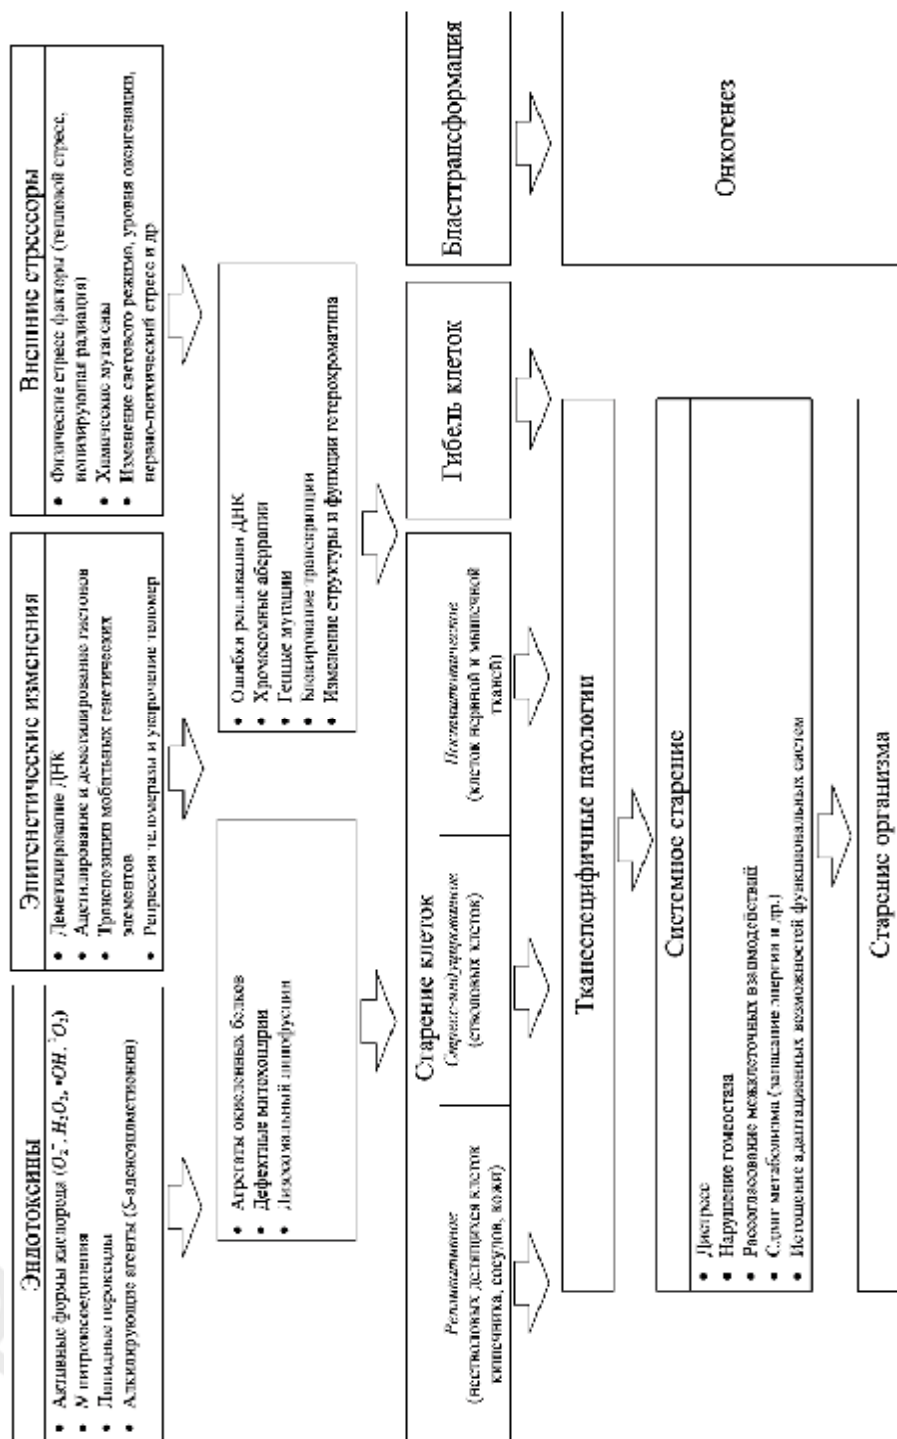 Эндотоксины
• Активные формы кислорода (O₂⁻, H₂O₂, •OH, ¹O₂)
• N нитрозосоединения
• Липидные пероксиды
• Алкилирующие агенты (S-аденозилметионин)
Эпигенетические изменения
• Деметилирование ДНК
• Ацетилирование и деметилирование гистонов
• Транспозиции мобильных генетических
элементов
• Репрессия теломеразы и укорочение теломер
Внешние стрессоры
• Физические стресс факторы (тепловой стресс,
ионизирующая радиация)
• Химические мутагены
• Изменение светового режима, уровня оксигенации,
нервно-психический стресс и др
• Агрегаты окисленных белков
• Дефектные митохондрии
• Лизосомальный липофусцин
• Ошибки репликации ДНК
• Хромосомные аберрации
• Генные мутации
• Блокирование транскрипции
• Изменение структуры и функции гетерохроматина
Старение клеток
Репликативное
(нестволовых делящихся клеток
кишечника, сосудов, кожи)
Стресс-индуцированное
(стволовых клеток)
Постмитотическое
(клеток нервной и мышечной
тканей)
Гибель клеток
Бласттрансформация
Тканеспецифичные патологии
Онкогенез
Системное старение
• Дистресс
• Нарушение гомеостаза
• Рассогласование межклеточных взаимодействий
• Сдвиг метаболизма (запасание энергии и др.)
• Истощение адаптационных возможностей функциональных систем
Старение организма